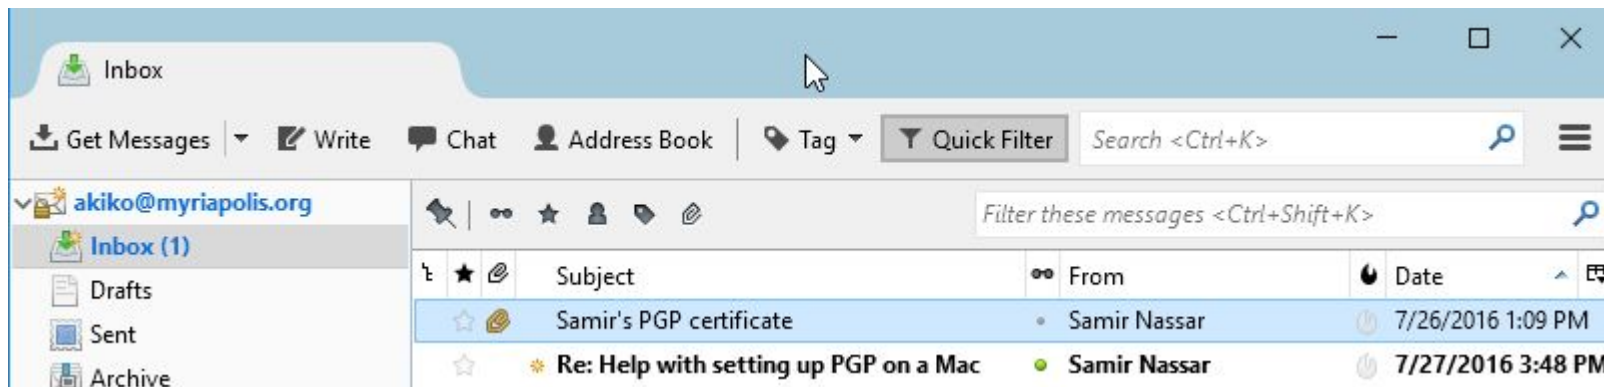 Inbox
Get Messages Write Chat Address Book Tag Quick Filter Search <Ctrl+K>
akiko@myriapolis.org
Filter these messages <Ctrl+Shift+K>
Inbox (1)
Subject From Date
Drafts
Samir's PGP certificate Samir Nassar 7/26/2016 1:09 PM
Sent
Re: Help with setting up PGP on a Mac Samir Nassar 7/27/2016 3:48 PM
Archive